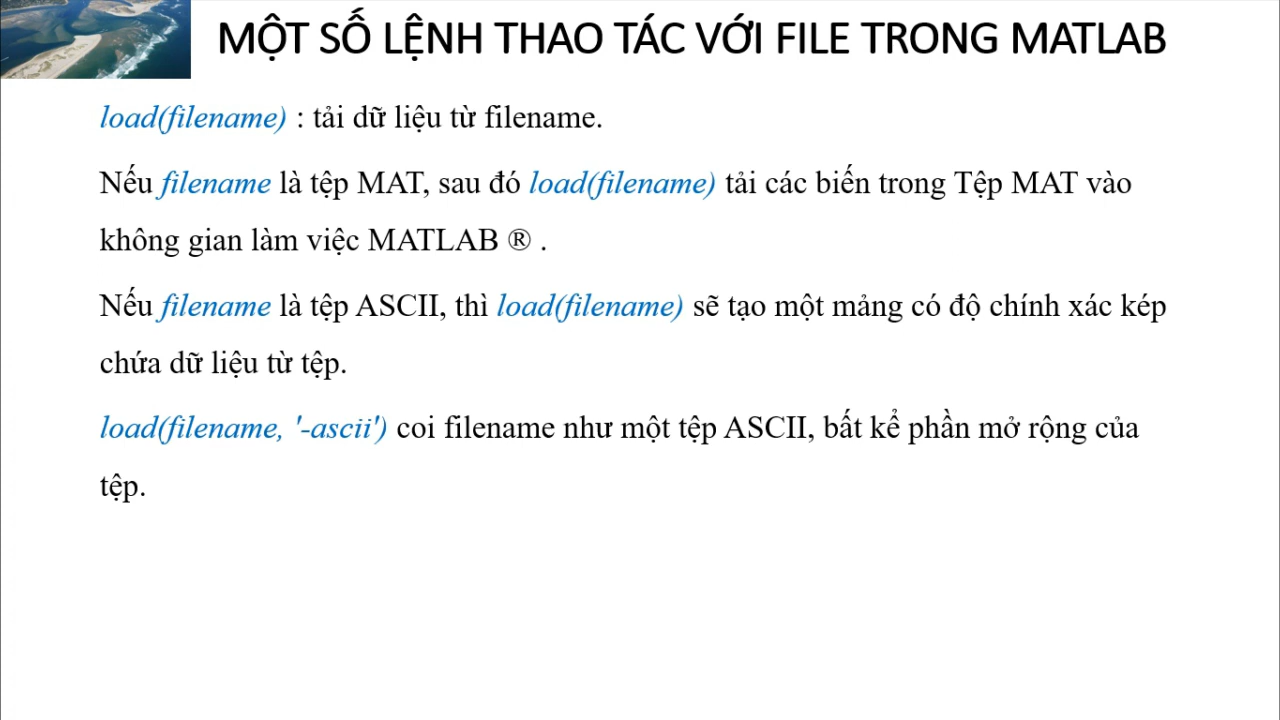 MỘT SỐ LỆNH THAO TÁC VỚI FILE TRONG MATLAB
load(filename) : tải dữ liệu từ filename.
Nếu filename là tệp MAT, sau đó load(filename) tải các biến trong Tệp MAT vào
không gian làm việc MATLAB ® .
Nếu filename là tệp ASCII, thì load(filename) sẽ tạo một mảng có độ chính xác kép
chứa dữ liệu từ tệp.
load(filename, '-ascii') coi filename như một tệp ASCII, bất kể phần mở rộng của
tệp.